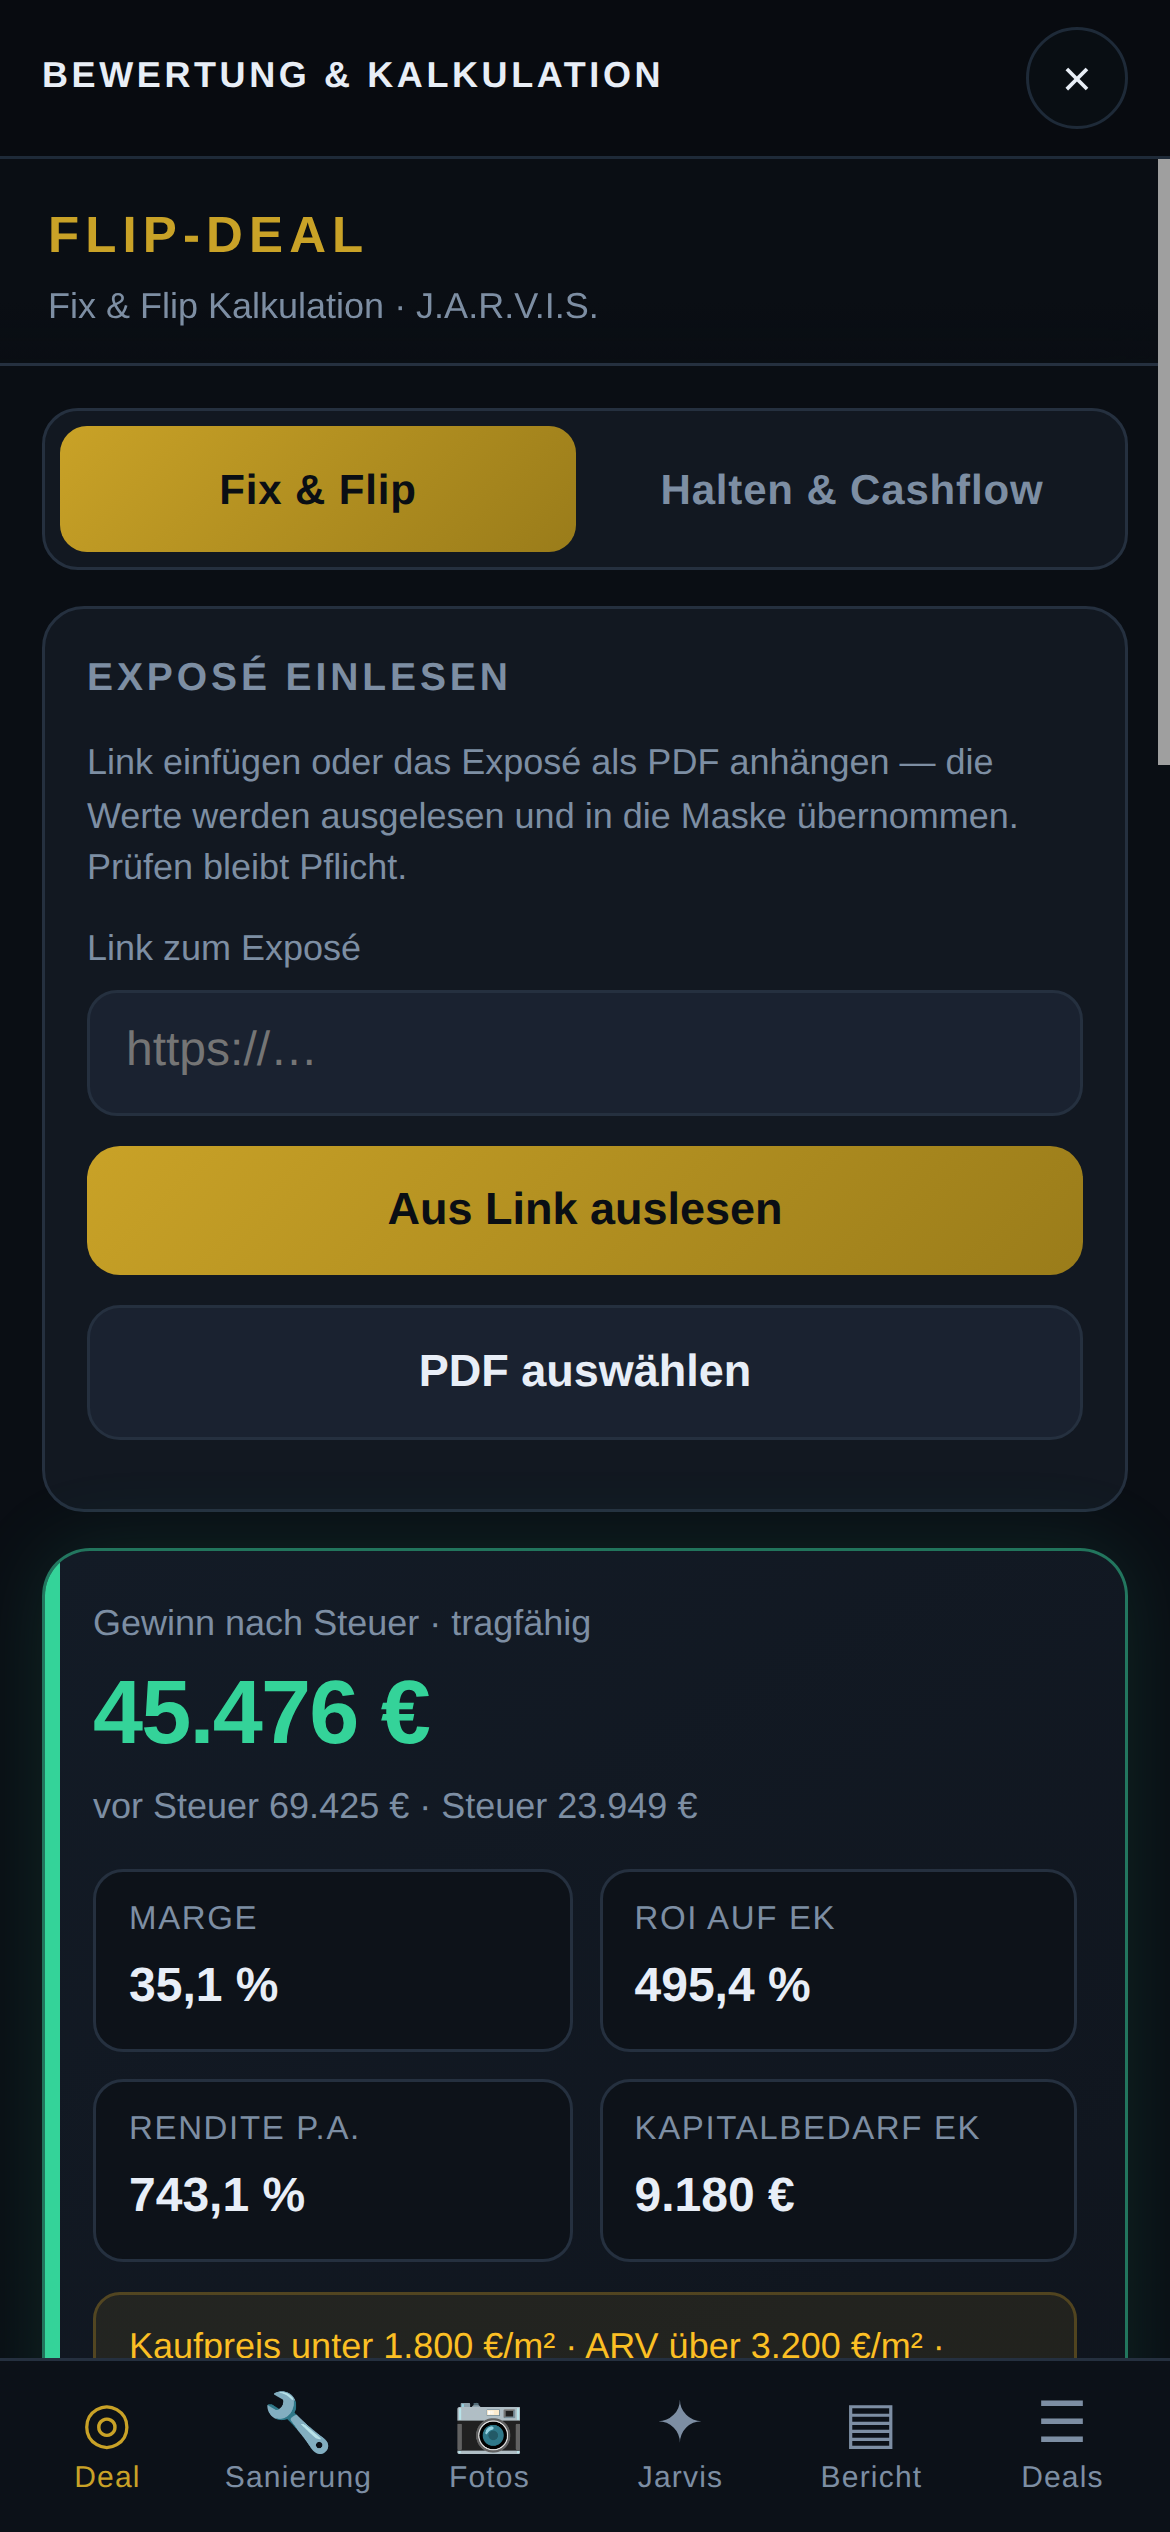 BEWERTUNG & KALKULATION
×
FLIP-DEAL
Fix & Flip Kalkulation · J.A.R.V.I.S.
Fix & Flip
Halten & Cashflow
EXPOSÉ EINLESEN
Link einfügen oder das Exposé als PDF anhängen — die
Werte werden ausgelesen und in die Maske übernommen.
Prüfen bleibt Pflicht.
Link zum Exposé
https://…
Aus Link auslesen
PDF auswählen
Gewinn nach Steuer · tragfähig
45.476 €
vor Steuer 69.425 € · Steuer 23.949 €
MARGE
35,1 %
ROI AUF EK
495,4 %
RENDITE P.A.
743,1 %
KAPITALBEDARF EK
9.180 €
Kaufpreis unter 1.800 €/m² · ARV über 3.200 €/m² ·
Deal
Sanierung
Fotos
Jarvis
Bericht
Deals